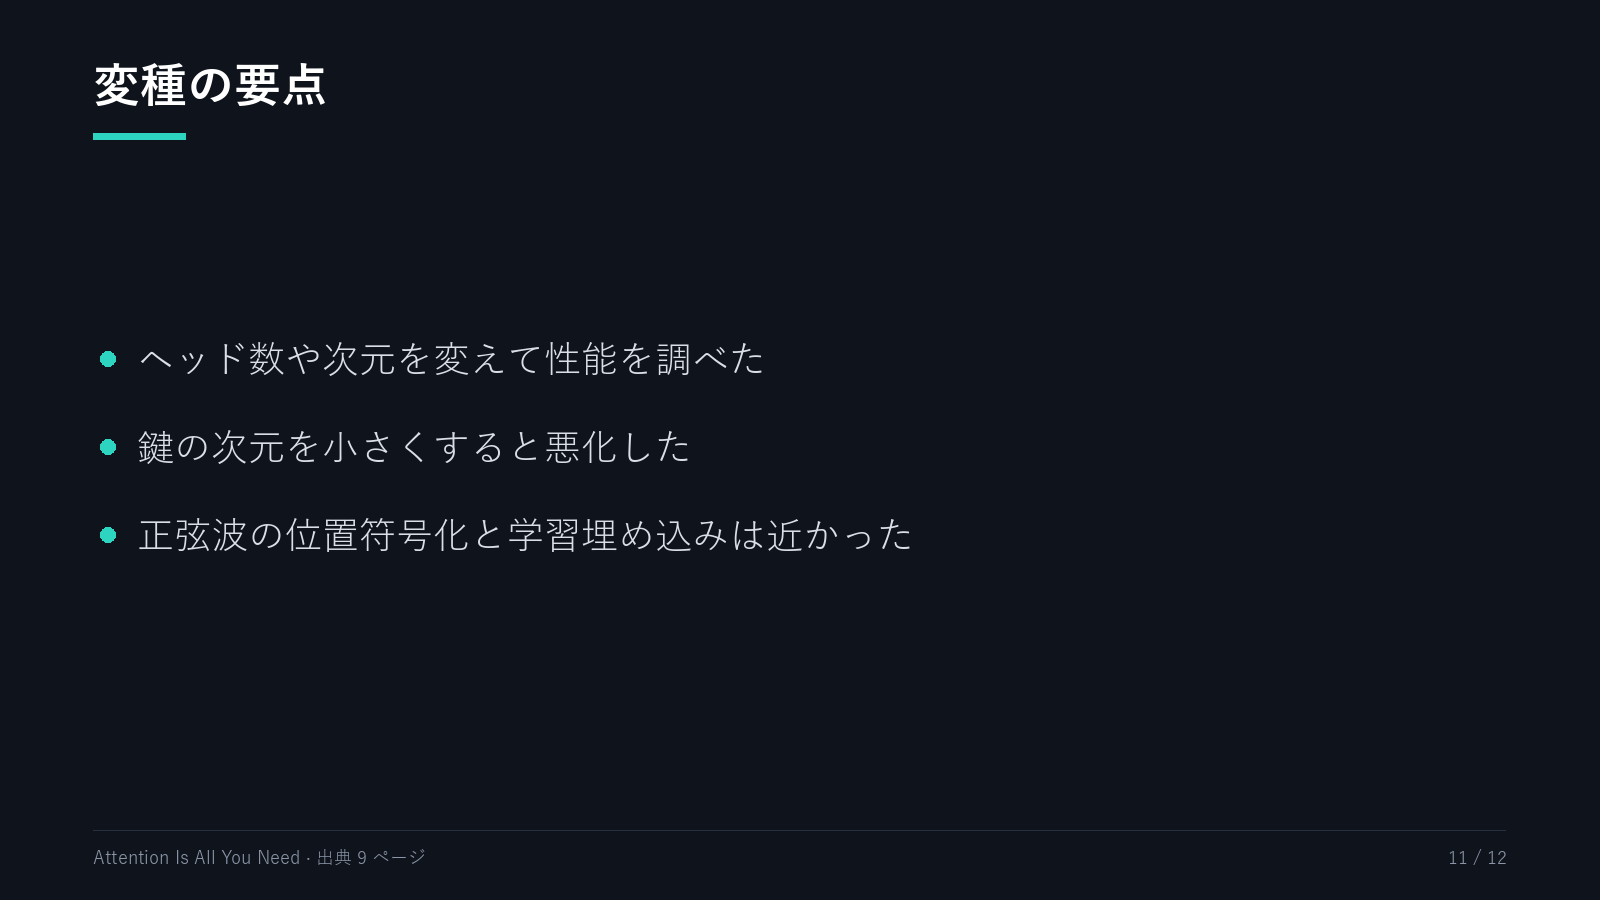 変種の要点
ヘッド数や次元を変えて性能を調べた
鍵の次元を小さくすると悪化した
正弦波の位置符号化と学習埋め込みは近かった
Attention Is All You Need · 出典 9 ページ
11 / 12